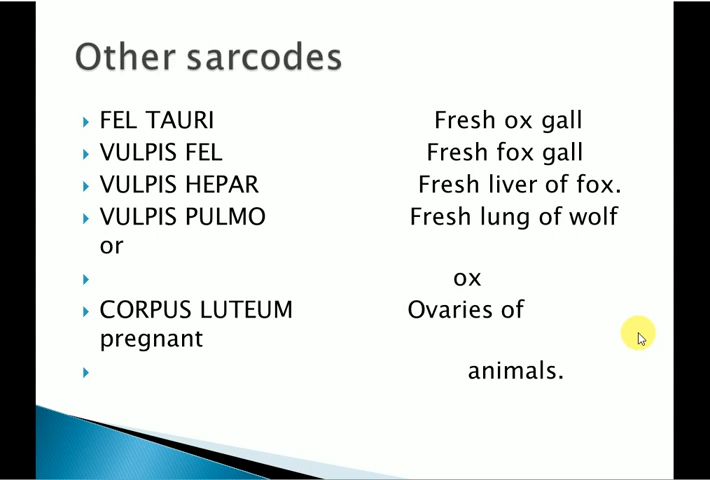 Other sarcodes
FEL TAURI Fresh ox gall
VULPIS FEL Fresh fox gall
VULPIS HEPAR Fresh liver of fox.
VULPIS PULMO Fresh lung of wolf
or
ox
CORPUS LUTEUM Ovaries of
pregnant
animals.